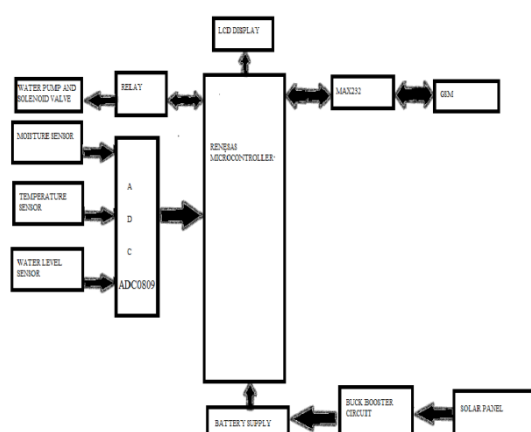 LCD DISPLAY
WATER PUMP AND
SOLENOID VALVE
RELAY
MAX232
GSM
MOISTURE SENSOR
RENESAS
MICROCONTROLLER
A
D
C
ADC0809
TEMPERATURE
SENSOR
WATER LEVEL
SENSOR
BATTERY SUPPLY
BUCK BOOSTER
CIRCUIT
SOLAR PANEL